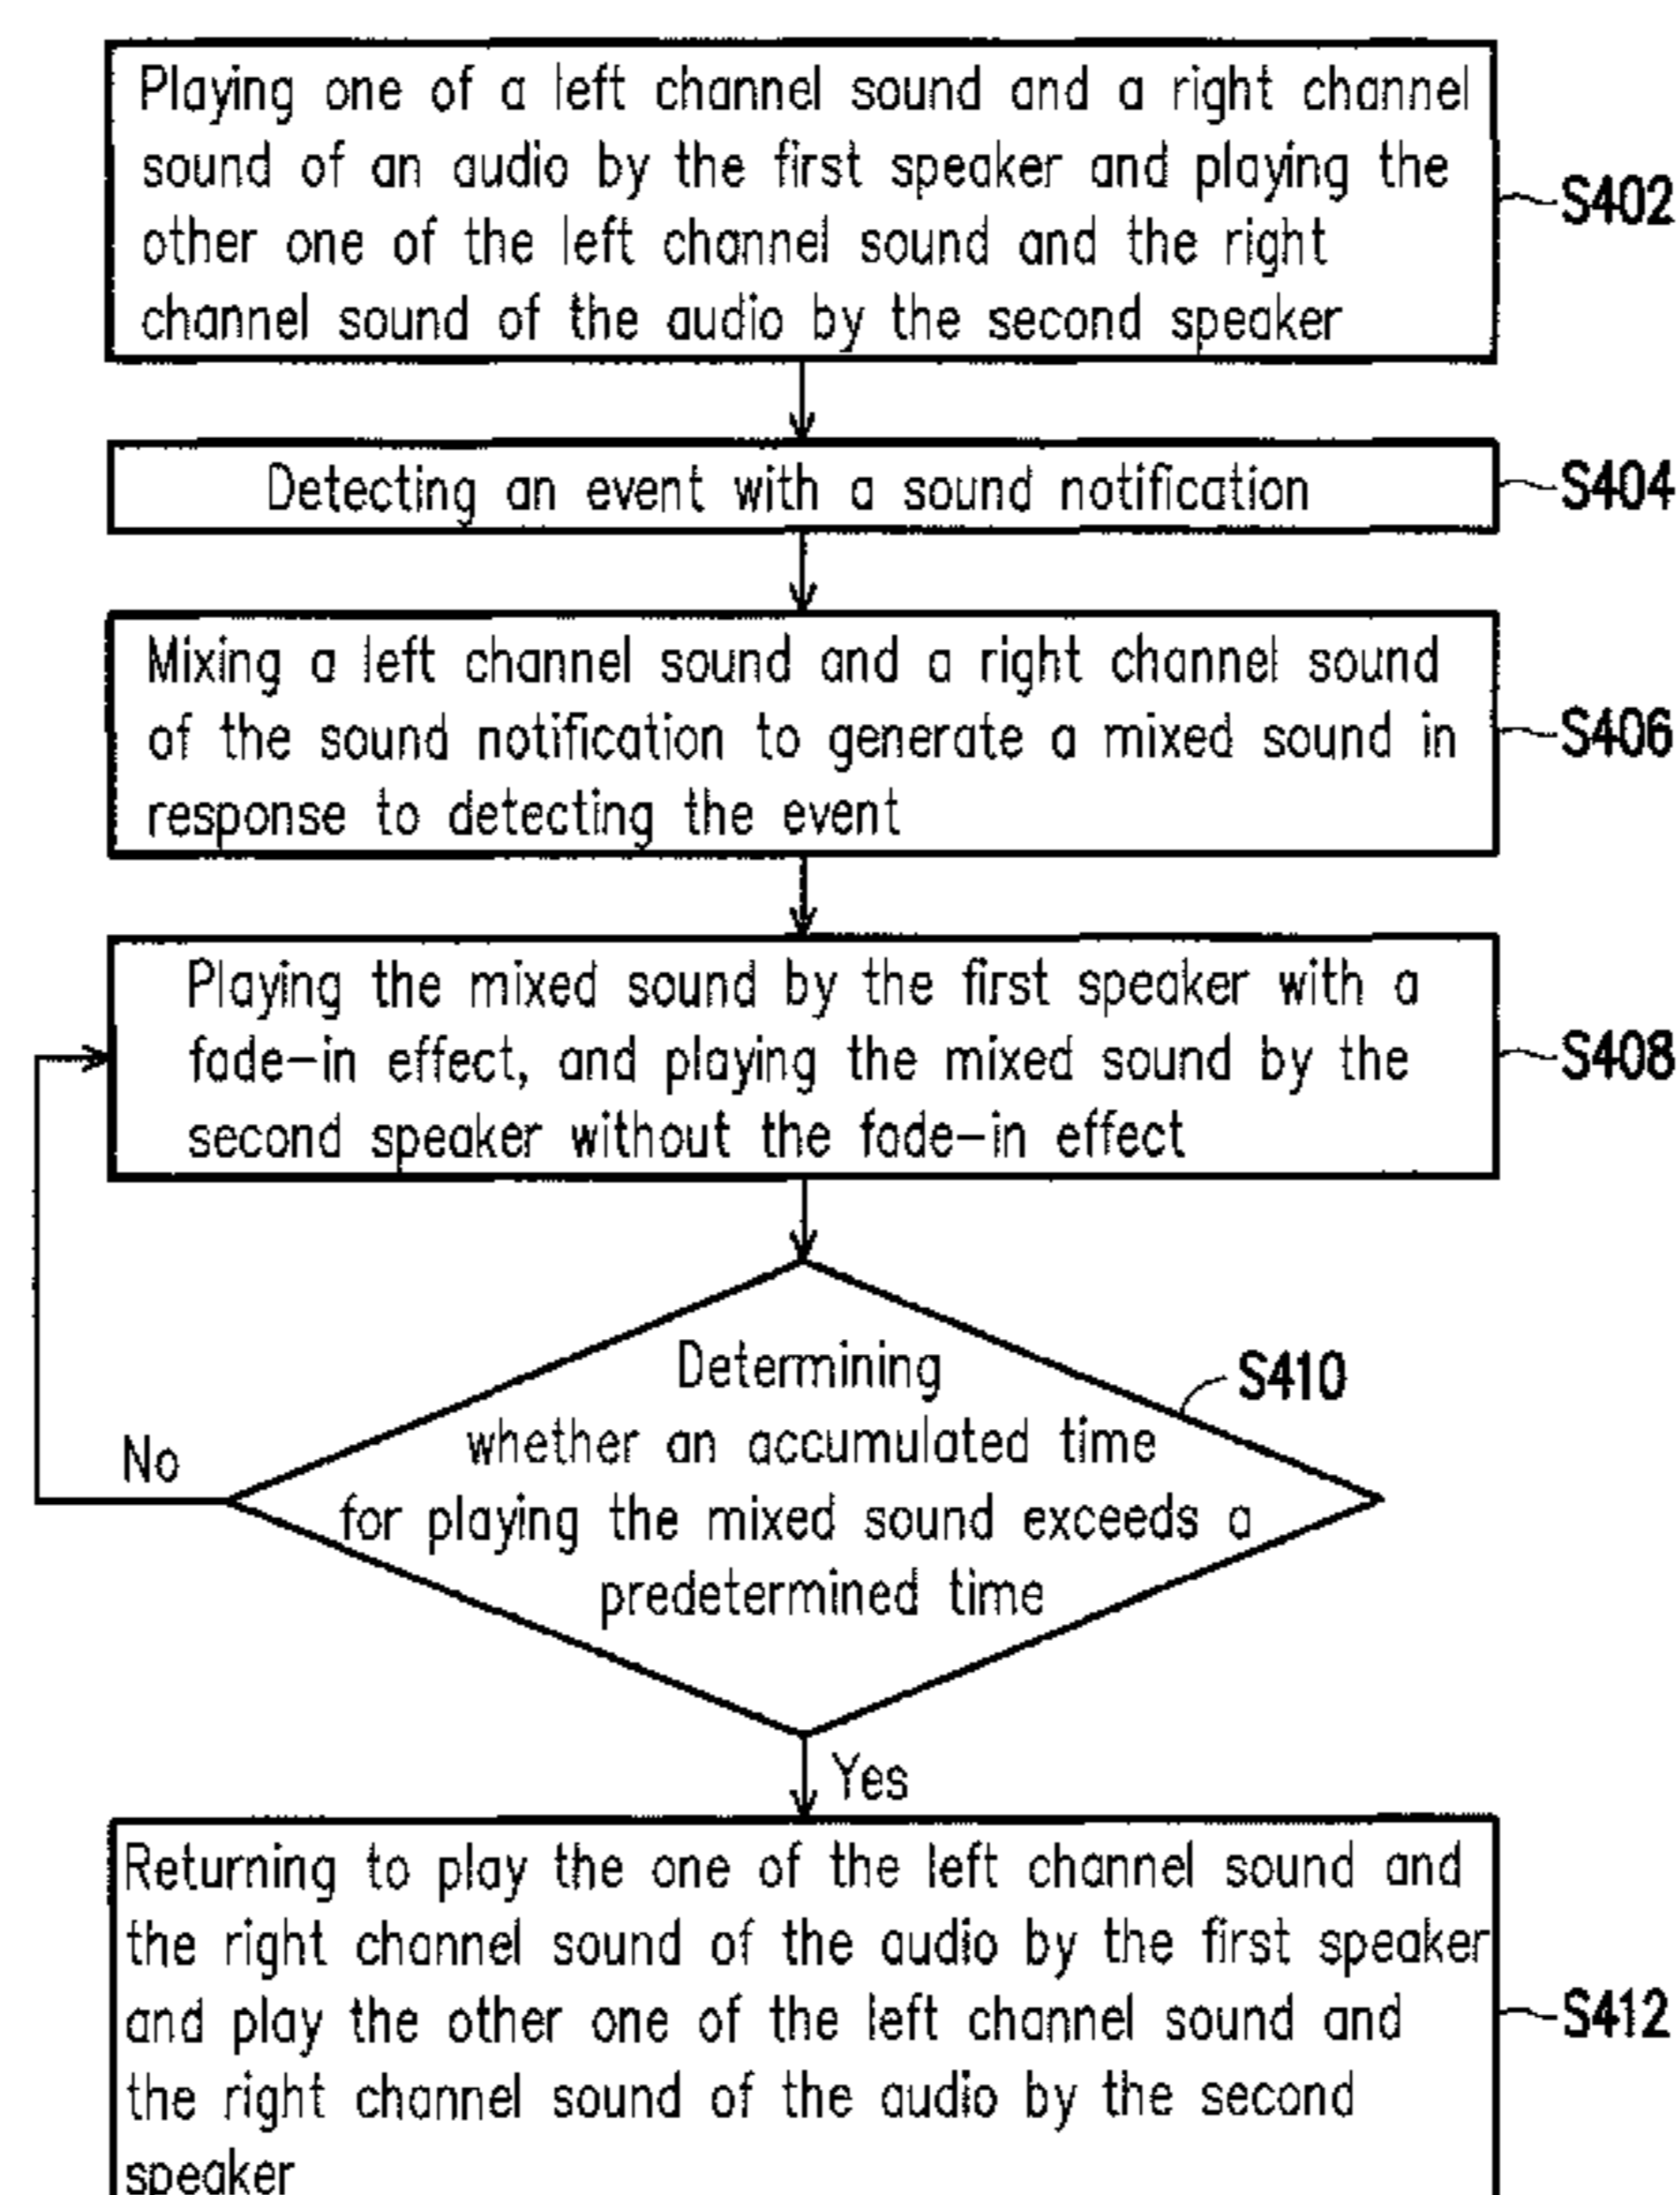 Playing one of a left channel sound and a right channel
sound of an audio by the first speaker and playing the
other one of the left channel sound and the right
channel sound of the audio by the second speaker
S402
Detecting an event with a sound notification
S404
Mixing a left channel sound and a right channel sound
of the sound notification to generate a mixed sound in
response to detecting the event
S406
Playing the mixed sound by the first speaker with a
fade-in effect, and playing the mixed sound by the
second speaker without the fade-in effect
S408
Determining
whether an accumulated time
for playing the mixed sound exceeds a
predetermined time
S410
No
Yes
Returning to play the one of the left channel sound and
the right channel sound of the audio by the first speaker
and play the other one of the left channel sound and
the right channel sound of the audio by the second
speaker
S412